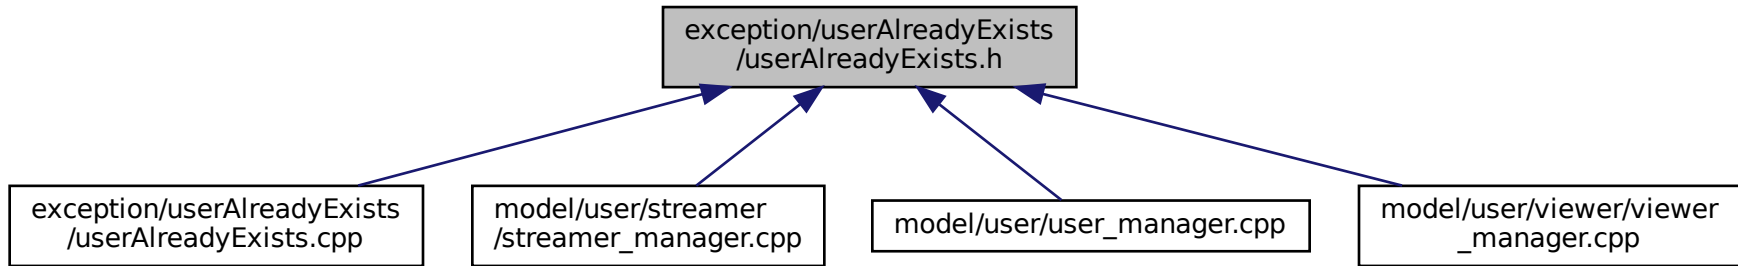 exception/userAlreadyExists
/userAlreadyExists.h
exception/userAlreadyExists
/userAlreadyExists.cpp
model/user/streamer
/streamer_manager.cpp
model/user/user_manager.cpp
model/user/viewer/viewer
_manager.cpp